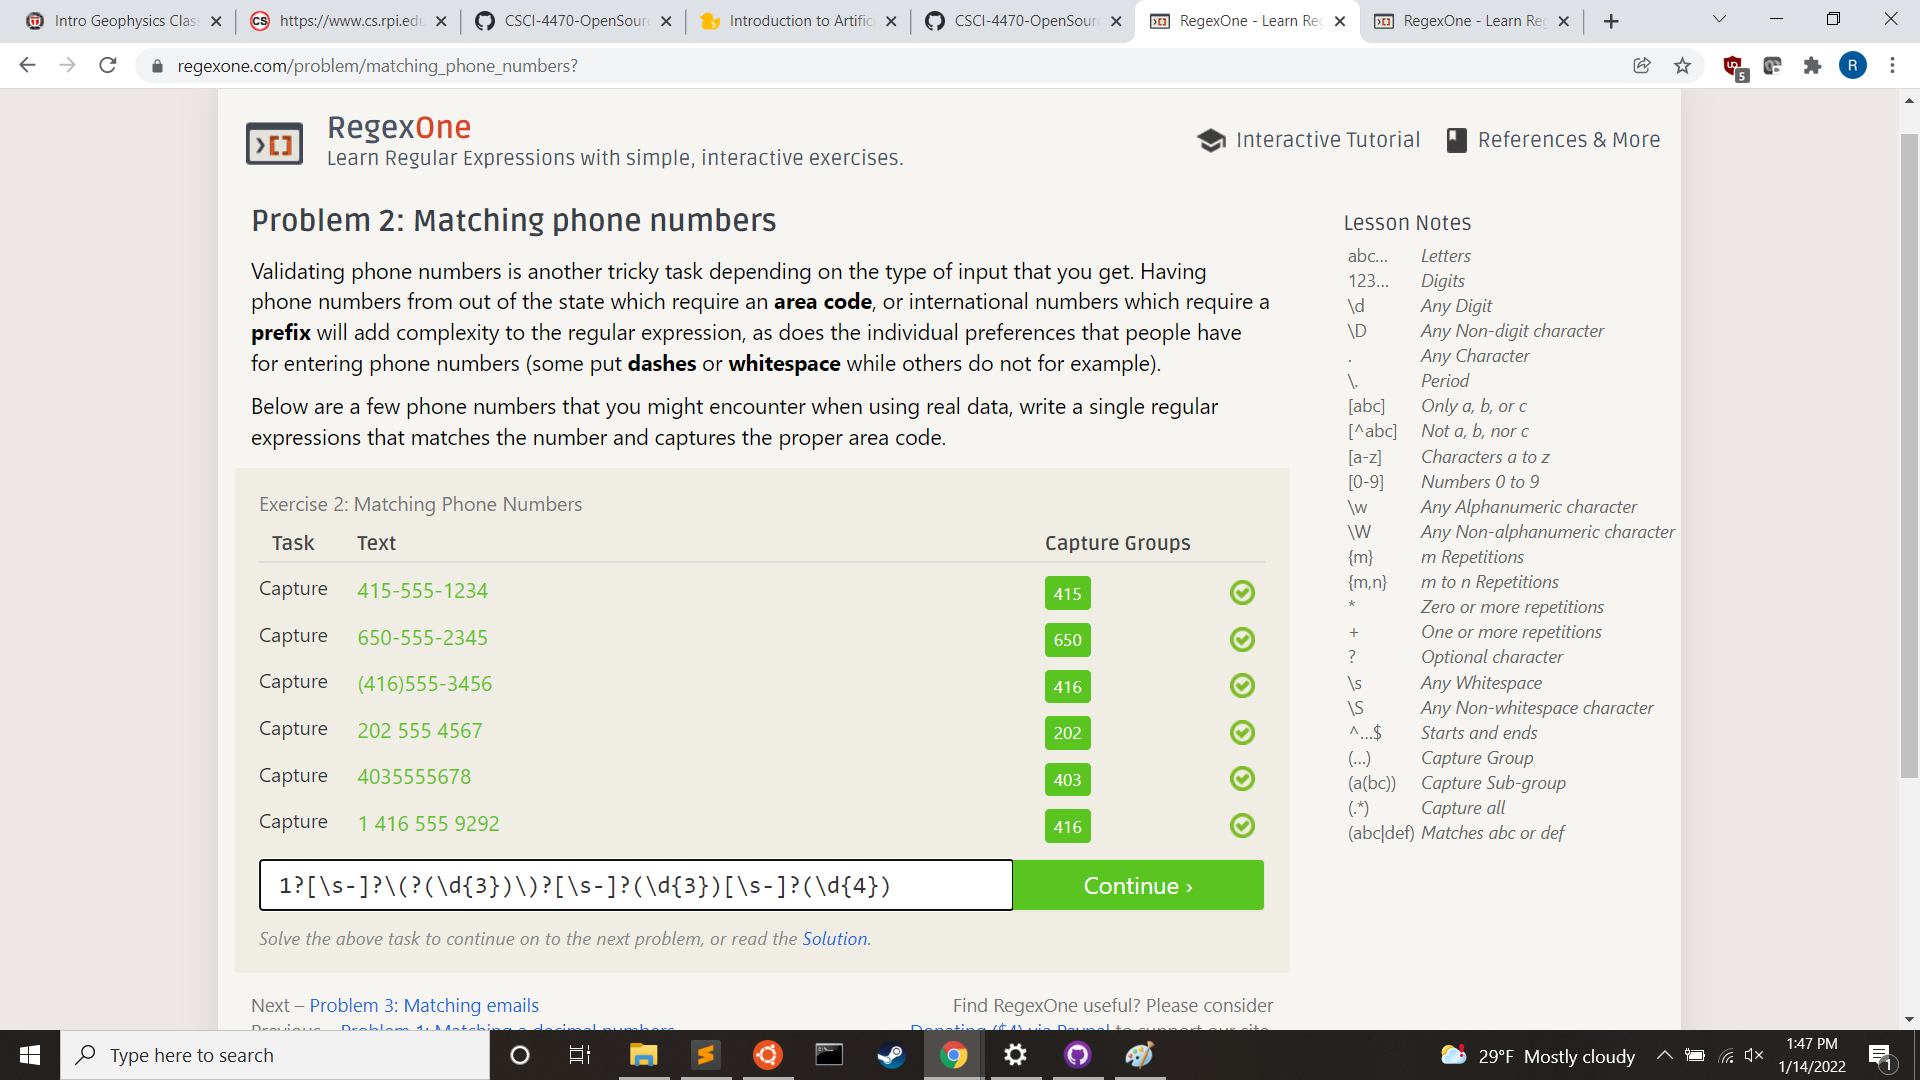 Intro Geophysics Clas
https://www.cs.rpi.edu
CSCI-4470-OpenSour
Introduction to Artific
CSCI-4470-OpenSour
RegexOne - Learn Re
RegexOne - Learn Re
regexone.com/problem/matching_phone_numbers?
5
R
RegexOne
Learn Regular Expressions with simple, interactive exercises.
Interactive Tutorial
References & More
Problem 2: Matching phone numbers
Validating phone numbers is another tricky task depending on the type of input that you get. Having
phone numbers from out of the state which require an area code, or international numbers which require a
prefix will add complexity to the regular expression, as does the individual preferences that people have
for entering phone numbers (some put dashes or whitespace while others do not for example).
Below are a few phone numbers that you might encounter when using real data, write a single regular
expressions that matches the number and captures the proper area code.
Exercise 2: Matching Phone Numbers
Task Text Capture Groups
Capture 415-555-1234 415
Capture 650-555-2345 650
Capture (416)555-3456 416
Capture 202 555 4567 202
Capture 4035555678 403
Capture 1 416 555 9292 416
1?[\s-]?\(?(\d{3})\)?[\s-]?(\d{3})[\s-]?(\d{4})
Continue ›
Solve the above task to continue on to the next problem, or read the Solution.
Next – Problem 3: Matching emails
Previous – Problem 1: Matching a decimal numbers
Find RegexOne useful? Please consider
Donating ($4) via Paypal to support our site.
Lesson Notes
abc... Letters
123... Digits
\d Any Digit
\D Any Non-digit character
. Any Character
\. Period
[abc] Only a, b, or c
[^abc] Not a, b, nor c
[a-z] Characters a to z
[0-9] Numbers 0 to 9
\w Any Alphanumeric character
\W Any Non-alphanumeric character
{m} m Repetitions
{m,n} m to n Repetitions
* Zero or more repetitions
+ One or more repetitions
? Optional character
\s Any Whitespace
\S Any Non-whitespace character
^...$ Starts and ends
(...) Capture Group
(a(bc)) Capture Sub-group
(.*) Capture all
(abc|def) Matches abc or def
Type here to search
29°F Mostly cloudy
1:47 PM
1/14/2022
1